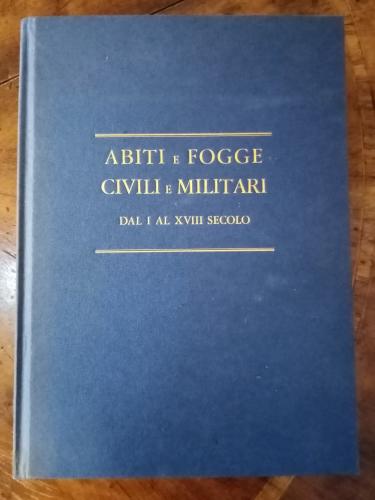 ABITI E FOGGE
CIVILI E MILITARI
DAL I AL XVIII SECOLO